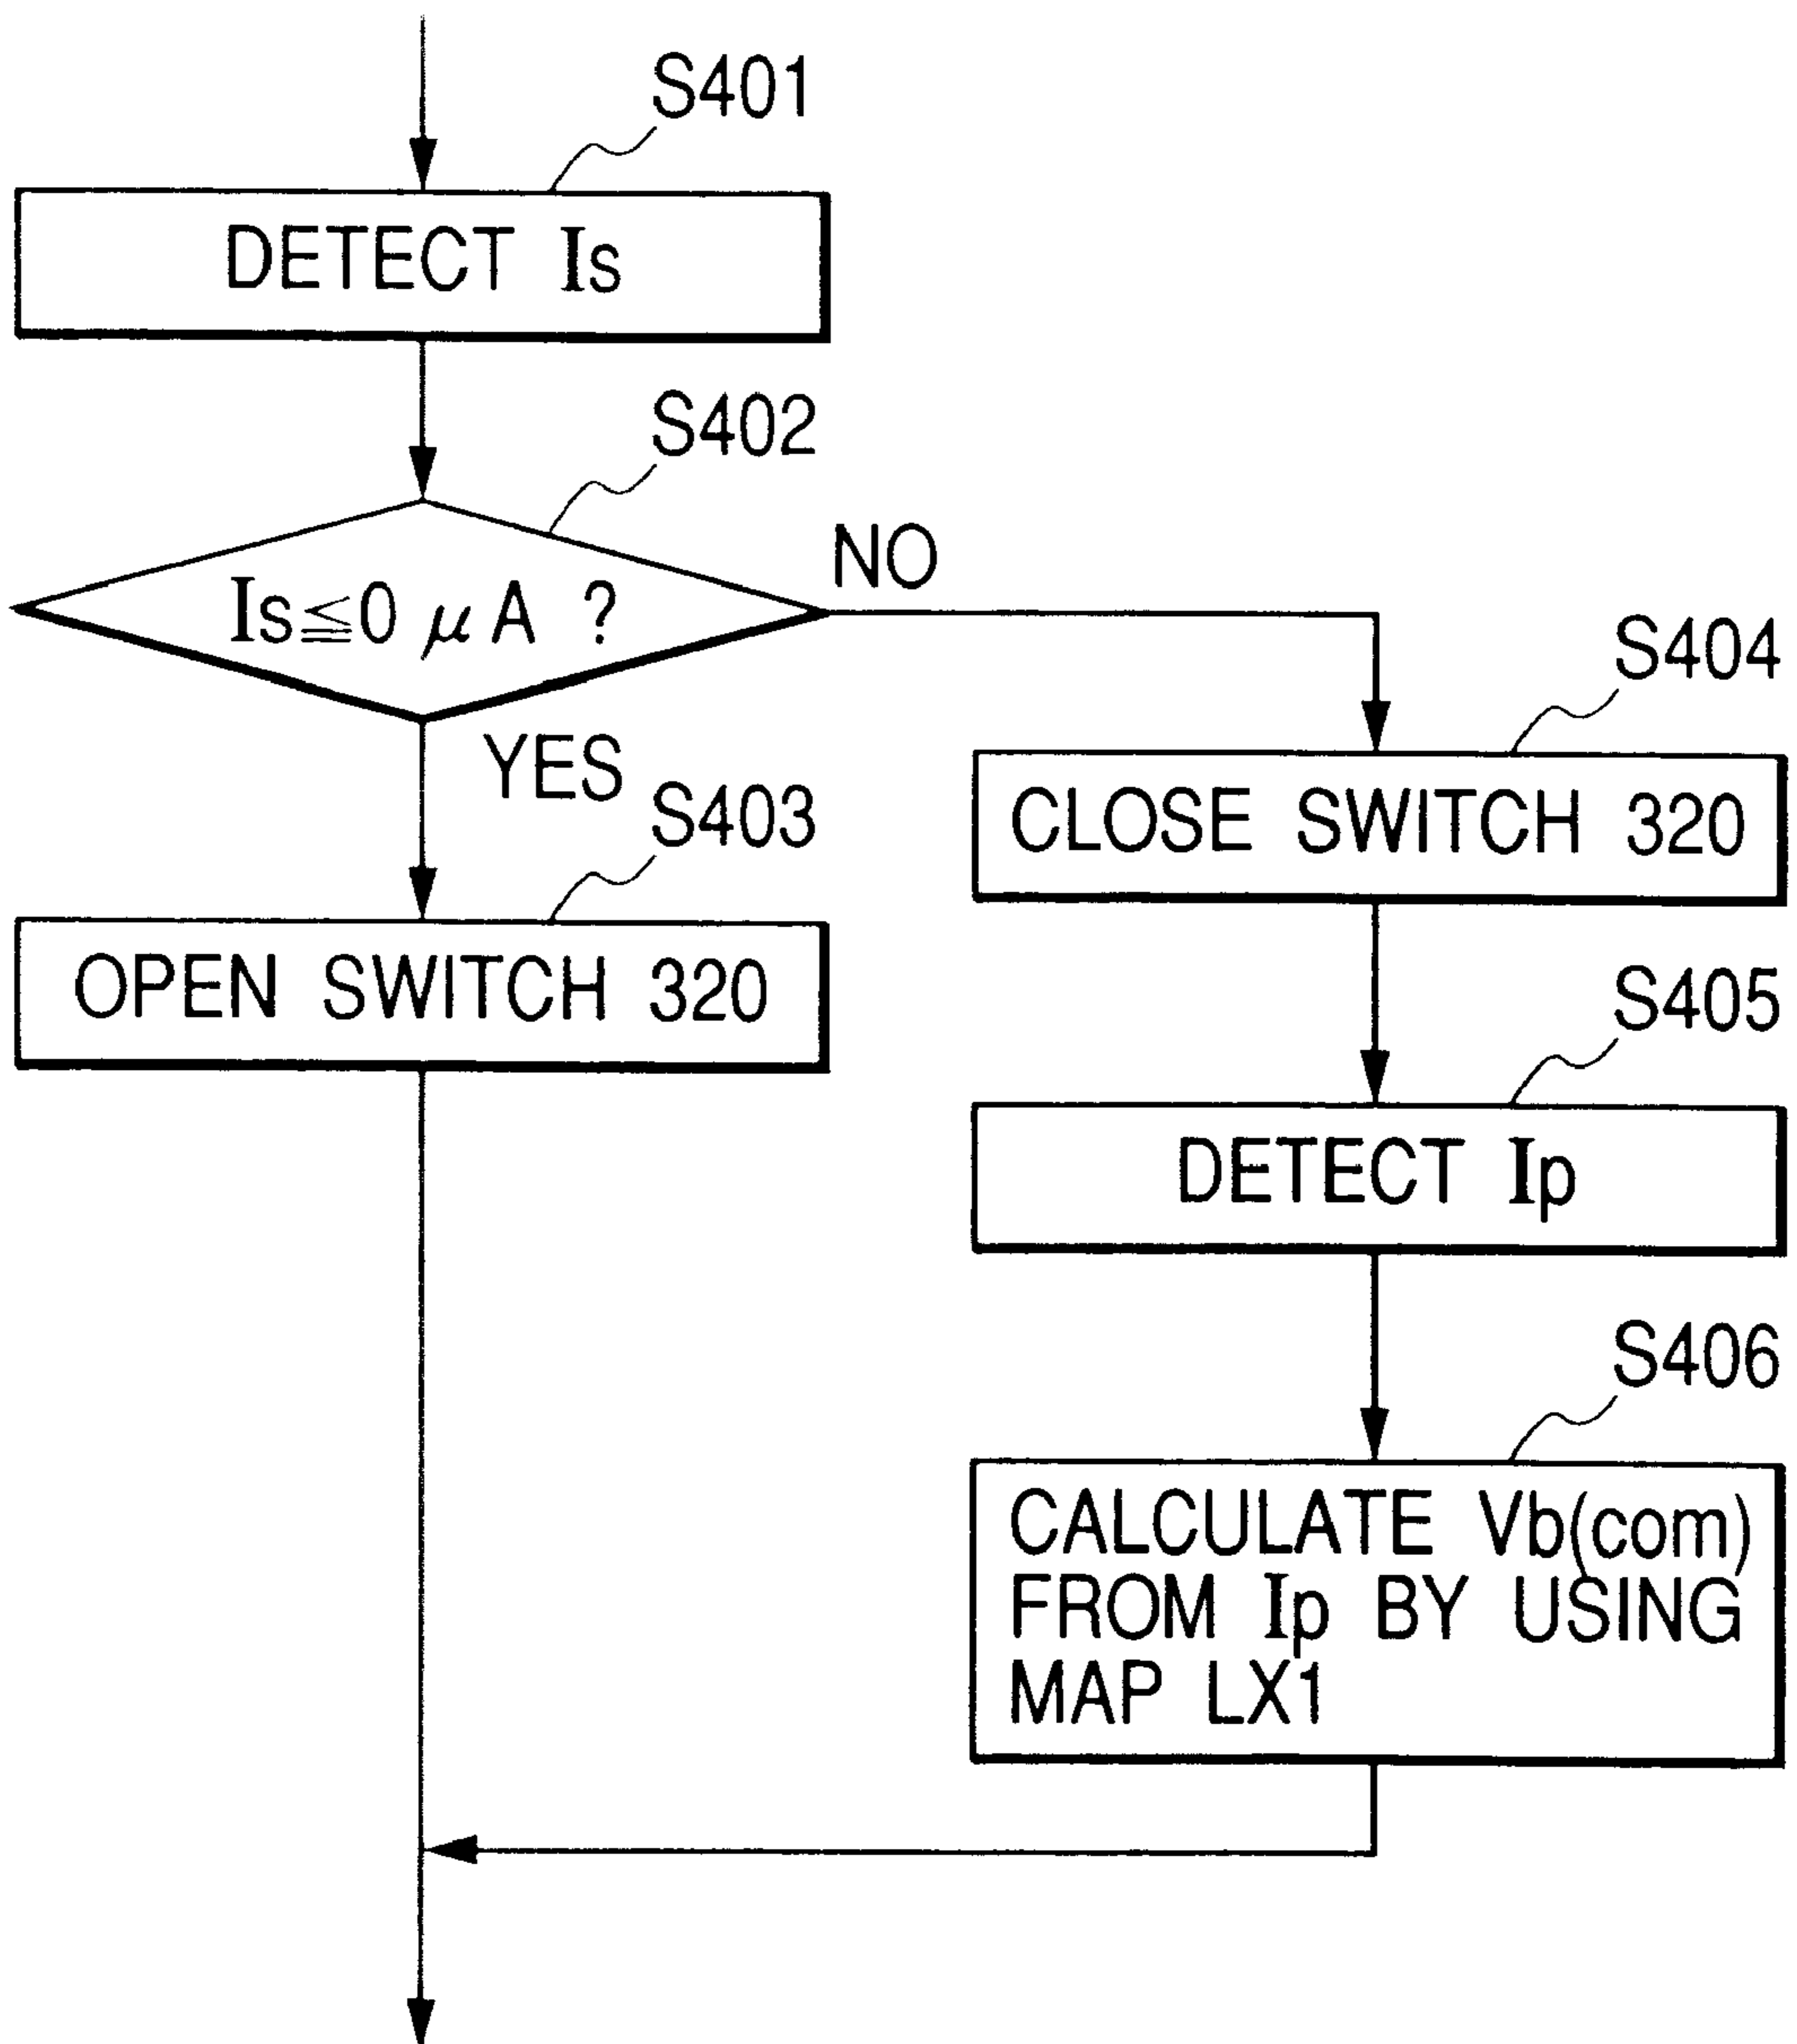 S401
DETECT Is
S402
Is≦0 μA ?
NO
YES
S403
OPEN SWITCH 320
S404
CLOSE SWITCH 320
S405
DETECT Ip
S406
CALCULATE Vb(com)
FROM Ip BY USING
MAP LX1